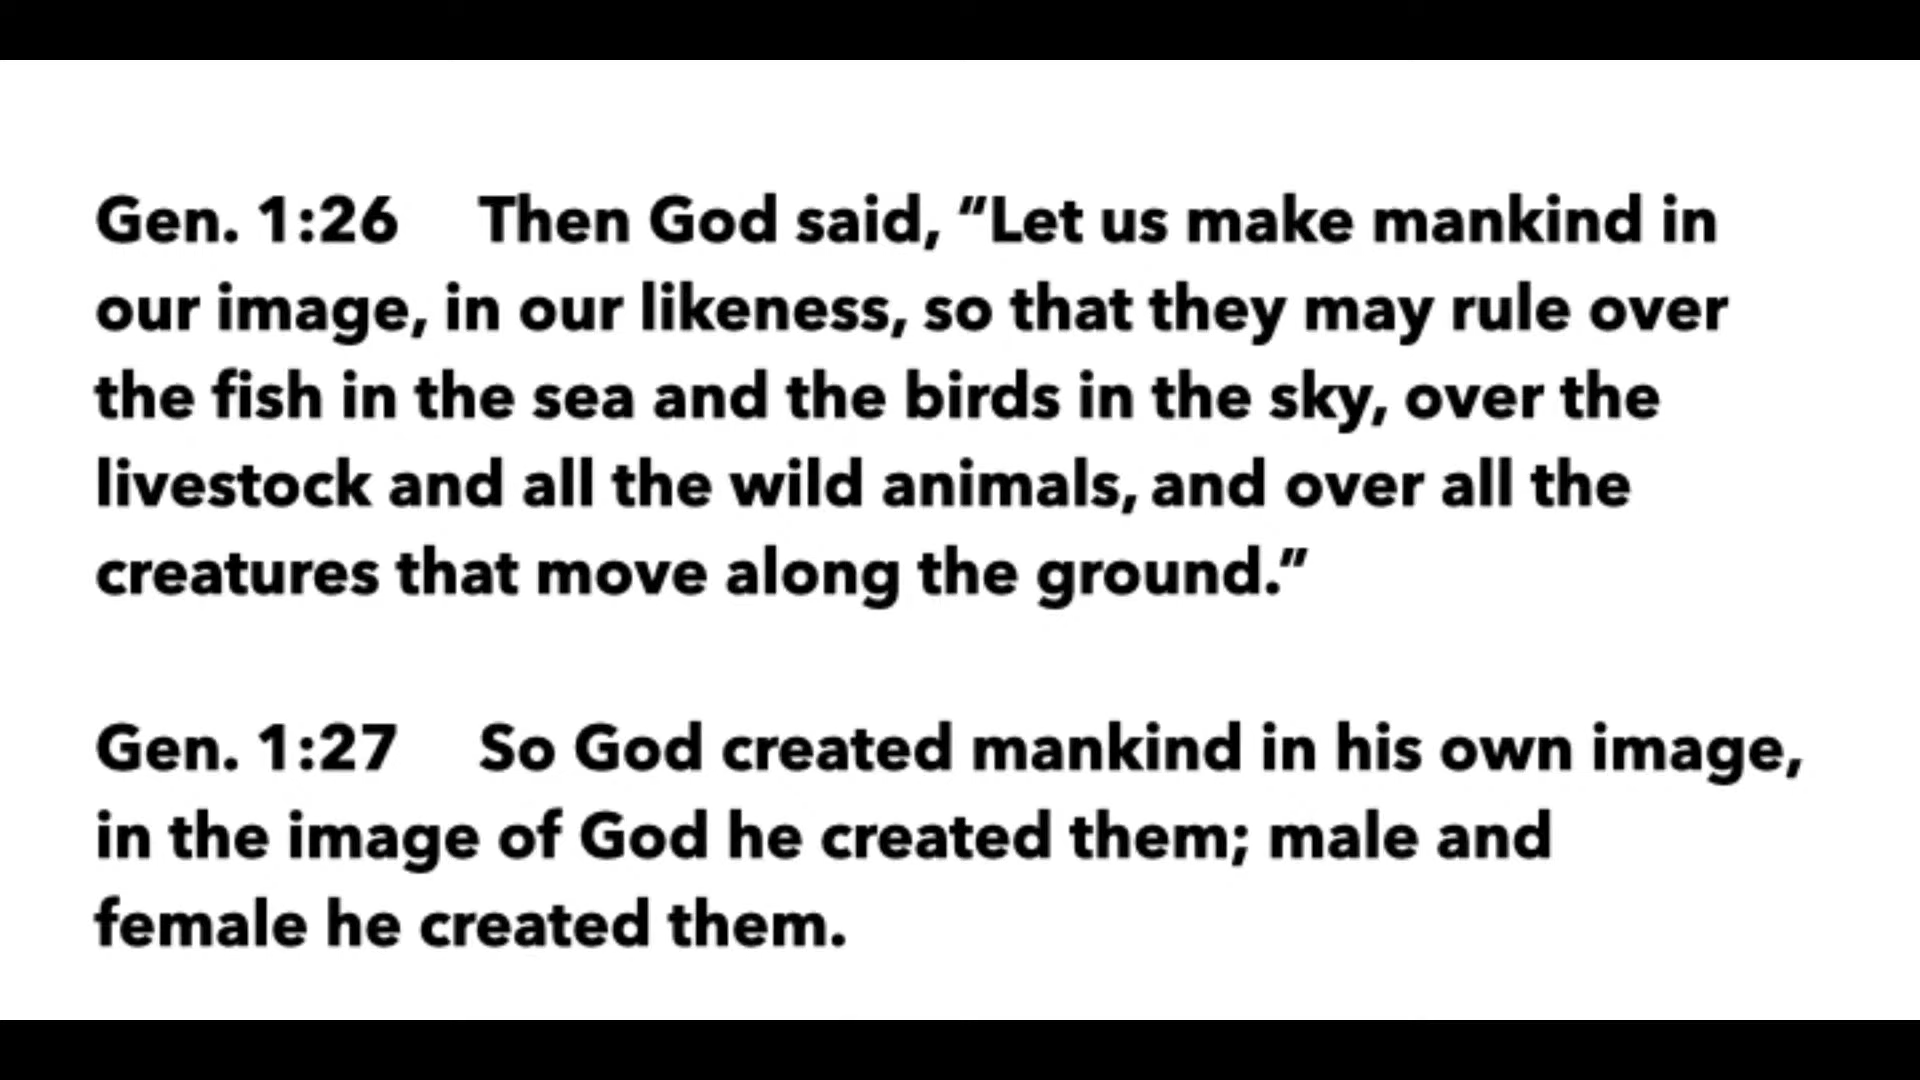 Gen. 1:26 Then God said, “Let us make mankind in
our image, in our likeness, so that they may rule over
the fish in the sea and the birds in the sky, over the
livestock and all the wild animals, and over all the
creatures that move along the ground.”
Gen. 1:27 So God created mankind in his own image,
in the image of God he created them; male and
female he created them.